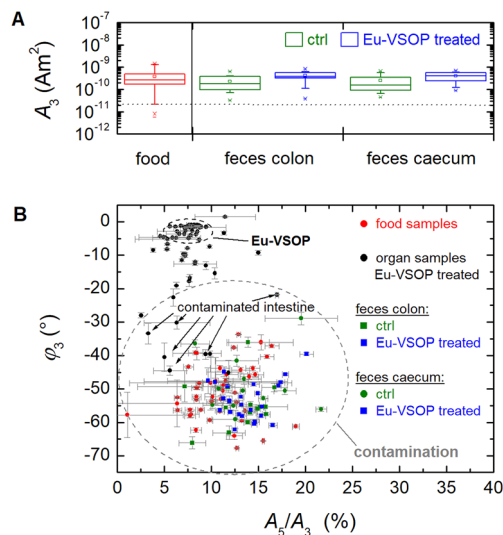 A
ctrl Eu-VSOP treated
A₃ (Am²)
10⁻⁷
10⁻⁸
10⁻⁹
10⁻¹⁰
10⁻¹¹
10⁻¹²
food feces colon feces caecum
B
φ₃ (°)
0
-10
-20
-30
-40
-50
-60
-70
Eu-VSOP
contaminated intestine
food samples
organ samples
Eu-VSOP treated
feces colon:
ctrl
Eu-VSOP treated
feces caecum:
ctrl
Eu-VSOP treated
contamination
0 5 10 15 20 25 30 35 40
A₅/A₃ (%)